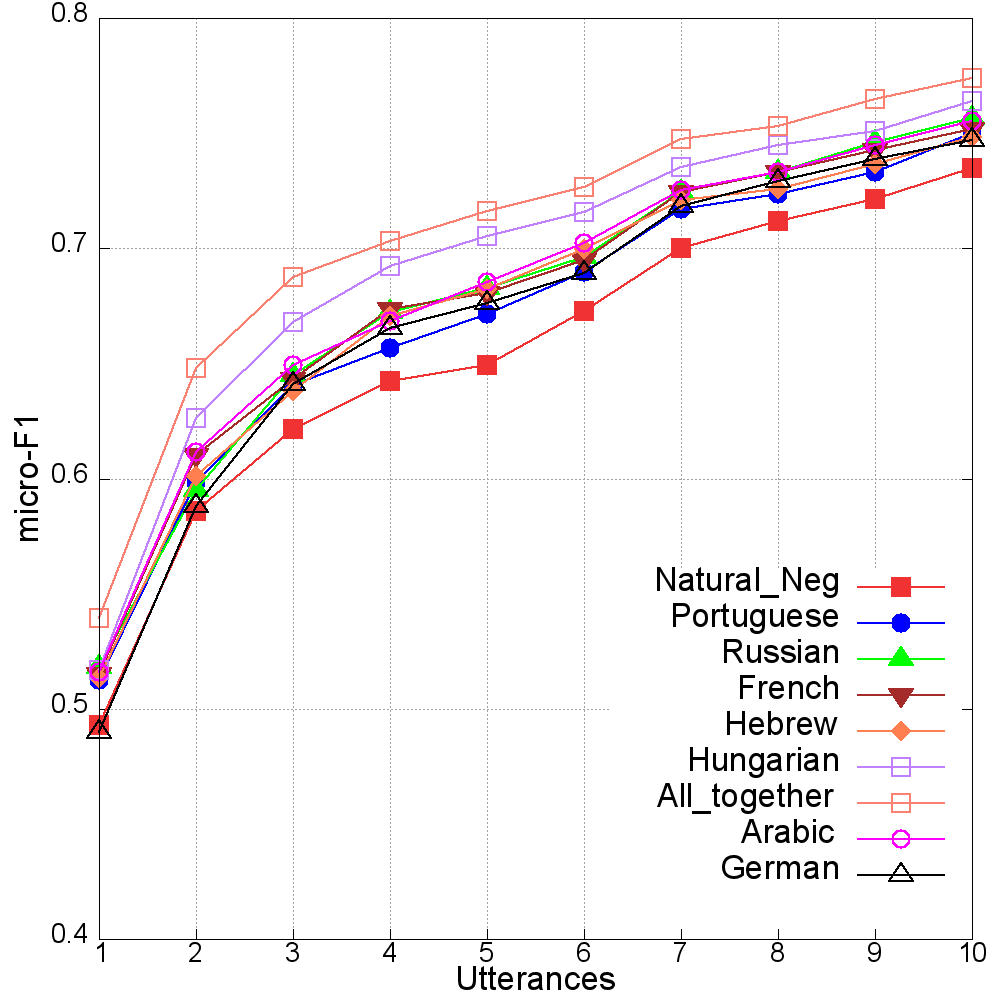 0.8
0.7
0.6
0.5
0.4
micro-F1
Natural_Neg
Portuguese
Russian
French
Hebrew
Hungarian
All_together
Arabic
German
1 2 3 4 5 6 7 8 9 10
Utterances